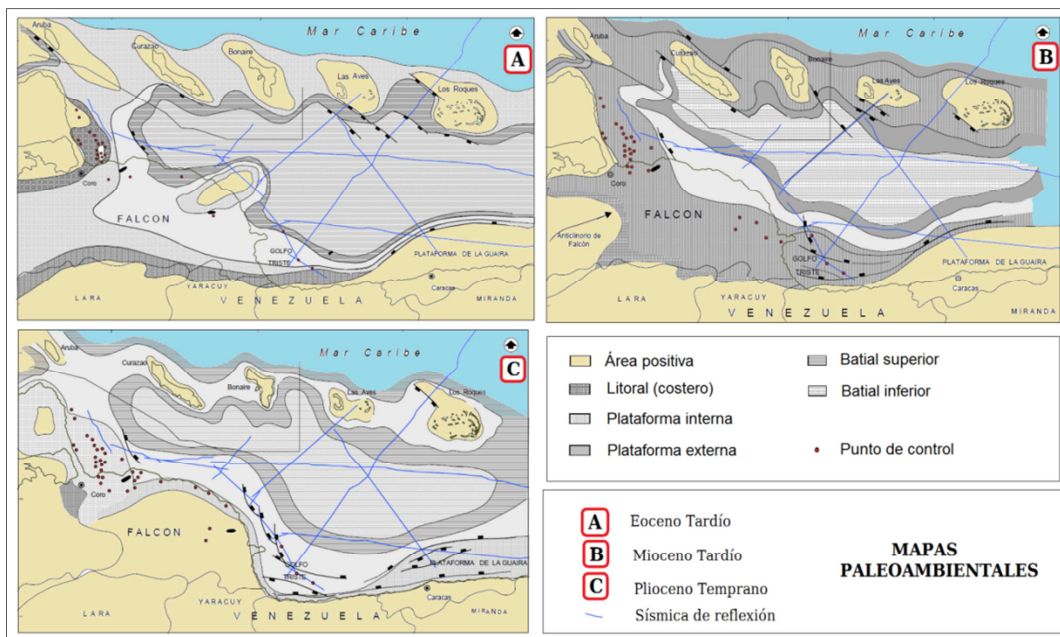 Mar Caribe
Aruba
A
Curazao
Bonaire
Las Aves
Los Roques
Coro
FALCON
GOLFO
TRISTE
PLATAFORMA DE LA GUAIRA
Caracas
LARA
YARACUY
VENEZUELA
MIRANDA
Mar Caribe
Aruba
B
Curazao
Bonaire
Las Aves
Los Roques
Coro
FALCON
Anticlinorio de
Falcón
GOLFO
TRISTE
PLATAFORMA DE LA GUAIRA
Caracas
LARA
YARACUY
VENEZUELA
MIRANDA
Mar Caribe
Aruba
C
Curazao
Bonaire
Las Aves
Los Roques
Coro
FALCON
GOLFO
TRISTE
PLATAFORMA DE LA GUAIRA
Caracas
LARA
YARACUY
VENEZUELA
MIRANDA
Área positiva
Litoral (costero)
Plataforma interna
Plataforma externa
Batial superior
Batial inferior
Punto de control
A Eoceno Tardío
B Mioceno Tardío
C Plioceno Temprano
Sísmica de reflexión
MAPAS
PALEOAMBIENTALES